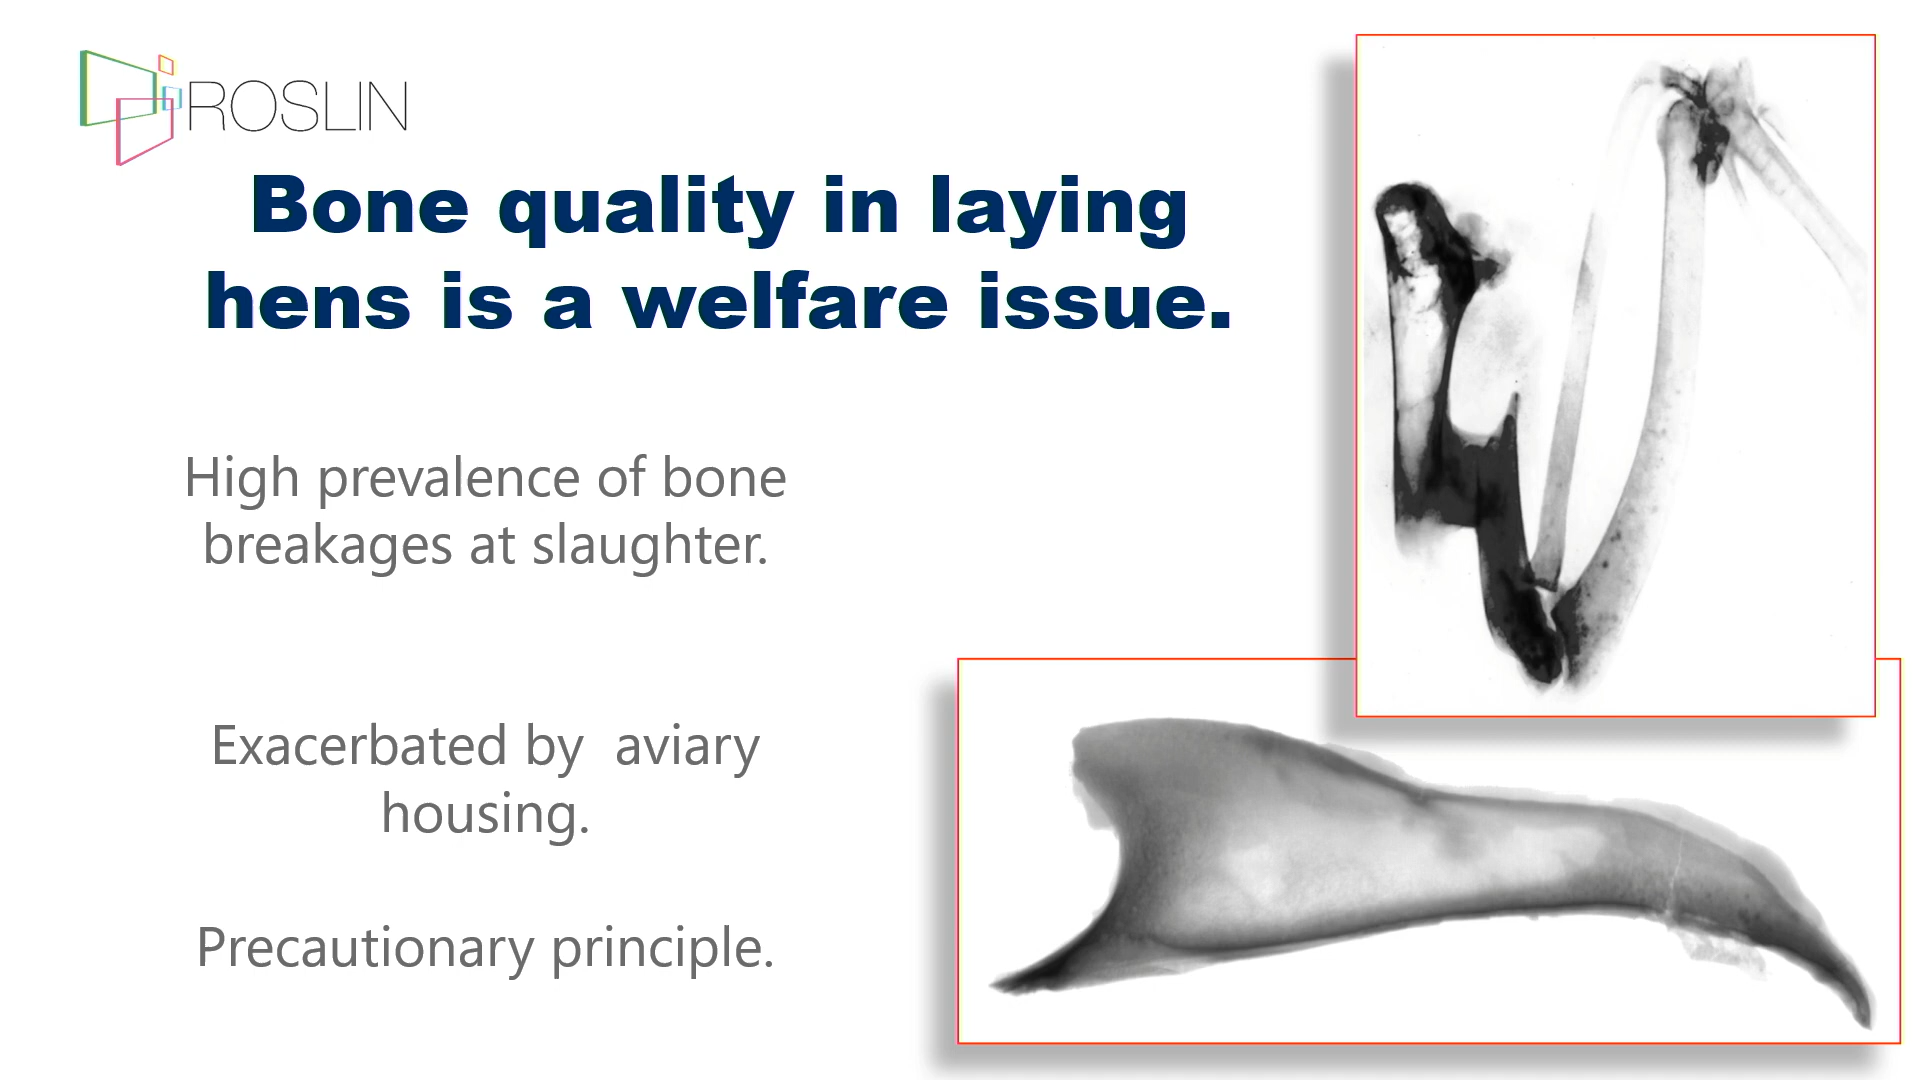 ROSLIN
Bone quality in laying
hens is a welfare issue.
High prevalence of bone
breakages at slaughter.
Exacerbated by  aviary
housing.
Precautionary principle.